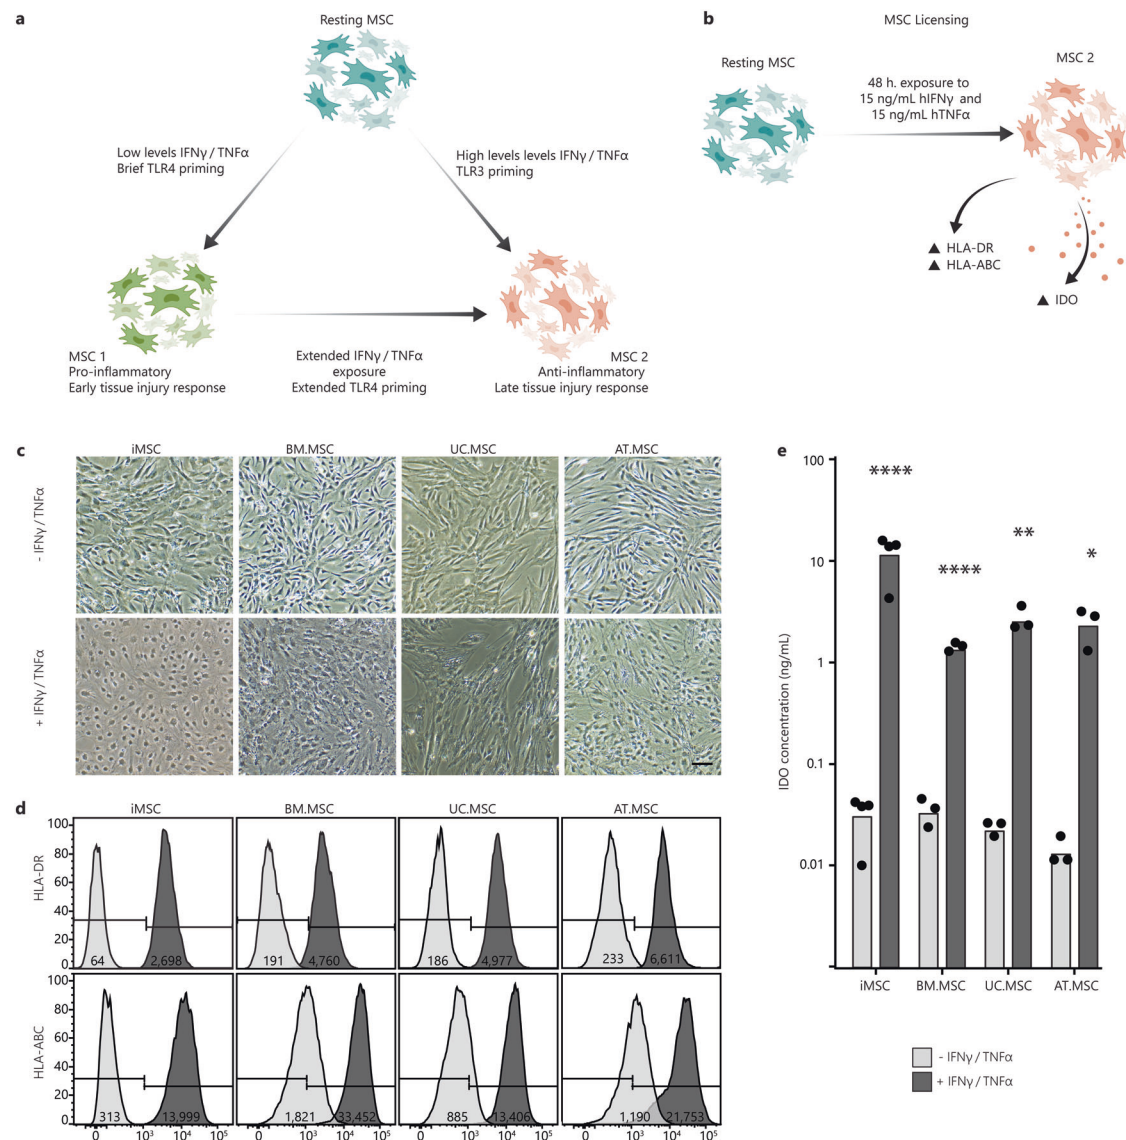 a
Resting MSC
Low levels IFNγ / TNFα
Brief TLR4 priming
High levels levels IFNγ / TNFα
TLR3 priming
MSC 1
Pro-inflammatory
Early tissue injury response
Extended IFNγ / TNFα
exposure
Extended TLR4 priming
MSC 2
Anti-inflammatory
Late tissue injury response
b
MSC Licensing
Resting MSC
48 h. exposure to
15 ng/mL hIFNγ and
15 ng/mL hTNFα
MSC 2
▲ HLA-DR
▲ HLA-ABC
▲ IDO
c
iMSC BM.MSC UC.MSC AT.MSC
- IFNγ / TNFα
+ IFNγ / TNFα
d
iMSC BM.MSC UC.MSC AT.MSC
HLA-DR
100
80
60
40
20
0
64 2,698 191 4,760 186 4,977 233 6,611
HLA-ABC
100
80
60
40
20
0
313 13,999 1,821 33,452 885 13,406 1,190 21,753
0 10³ 10⁴ 10⁵ 0 10³ 10⁴ 10⁵ 0 10³ 10⁴ 10⁵ 0 10³ 10⁴ 10⁵
e
IDO concentration (ng/mL)
100
10
1
0.1
0.01
**** **** ** *
iMSC BM.MSC UC.MSC AT.MSC
- IFNγ / TNFα
+ IFNγ / TNFα